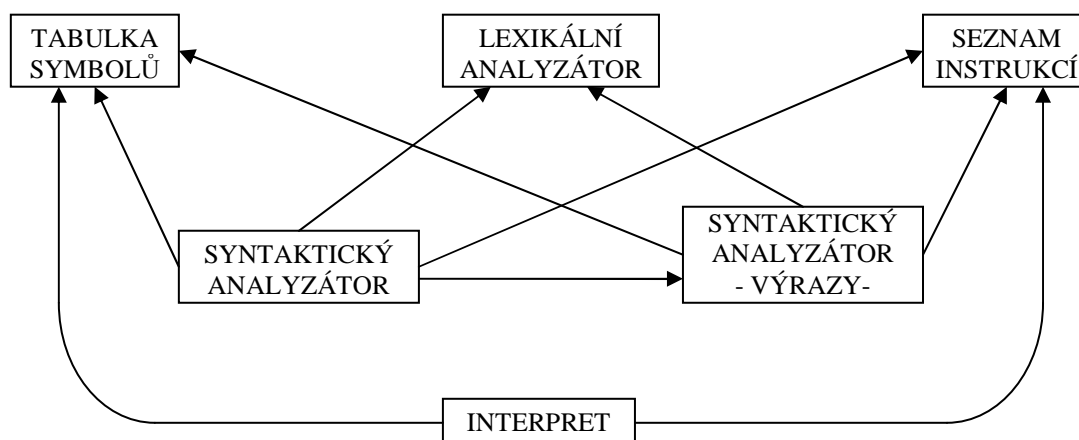 TABULKA
SYMBOLŮ
LEXIKÁLNÍ
ANALYZÁTOR
SEZNAM
INSTRUKCÍ
SYNTAKTICKÝ
ANALYZÁTOR
SYNTAKTICKÝ
ANALYZÁTOR
- VÝRAZY-
INTERPRET